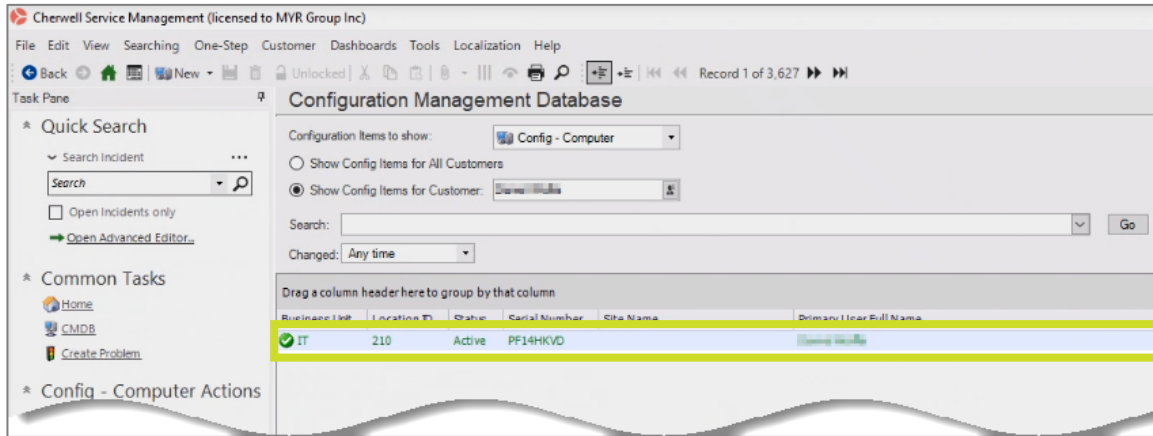 Cherwell Service Management (licensed to MYR Group Inc)
File Edit View Searching One-Step Customer Dashboards Tools Localization Help
Back New Unlocked Record 1 of 3,627
Task Pane
Configuration Management Database
Quick Search
Configuration Items to show: Config - Computer
Search Incident
Show Config Items for All Customers
Search
Show Config Items for Customer:
Open Incidents only
Search: Go
Open Advanced Editor..
Changed: Any time
Common Tasks
Drag a column header here to group by that column
Home
Business Unit Location ID Status Serial Number Site Name Primary User Full Name
CMDB
IT 210 Active PF14HKVD
Create Problem
Config - Computer Actions